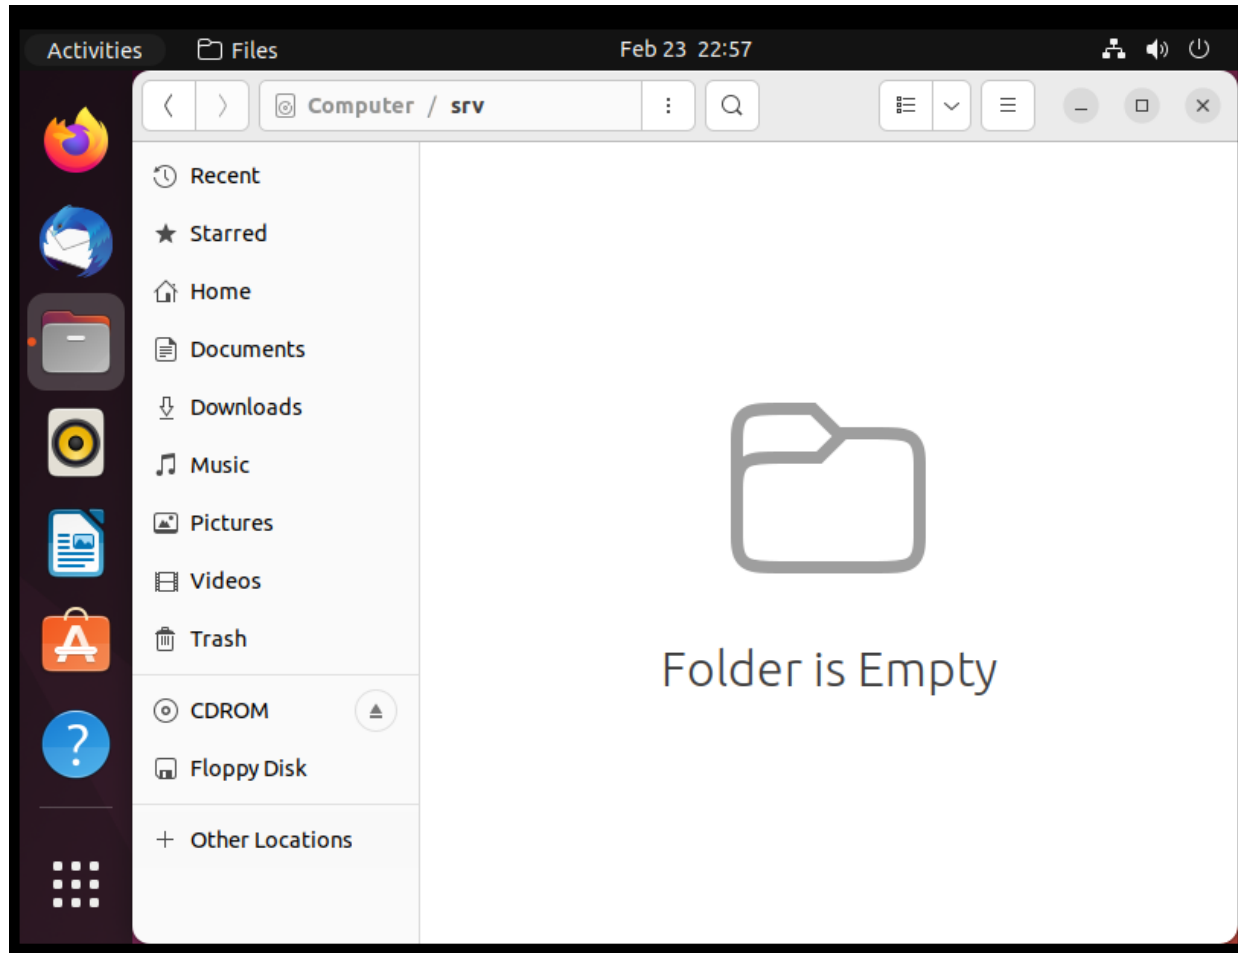 Activities Files Feb 23 22:57
Computer / srv
Recent
Starred
Home
Documents
Downloads
Music
Pictures
Videos
Trash
CDROM
Floppy Disk
Other Locations
Folder is Empty